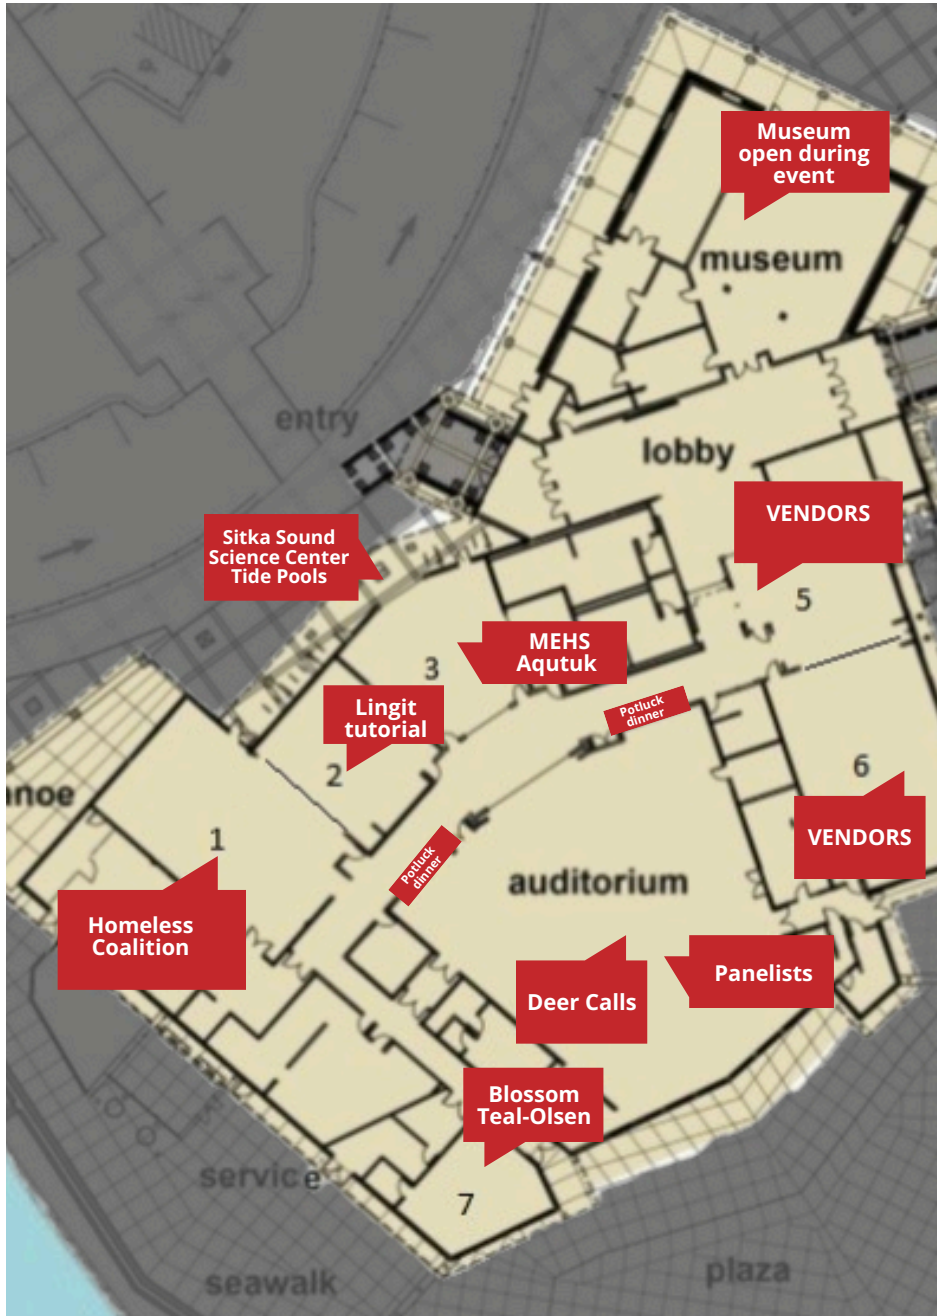 Museum
open during
event
museum
entry
lobby
VENDORS
Sitka Sound
Science Center
Tide Pools
5
MEHS
Aqutuk
3
Potluck
dinner
Lingit
tutorial
2
6
noe
1
VENDORS
Potluck
dinner
auditorium
Homeless
Coalition
Panelists
Deer Calls
Blossom
Teal-Olsen
service
7
plaza
seawalk